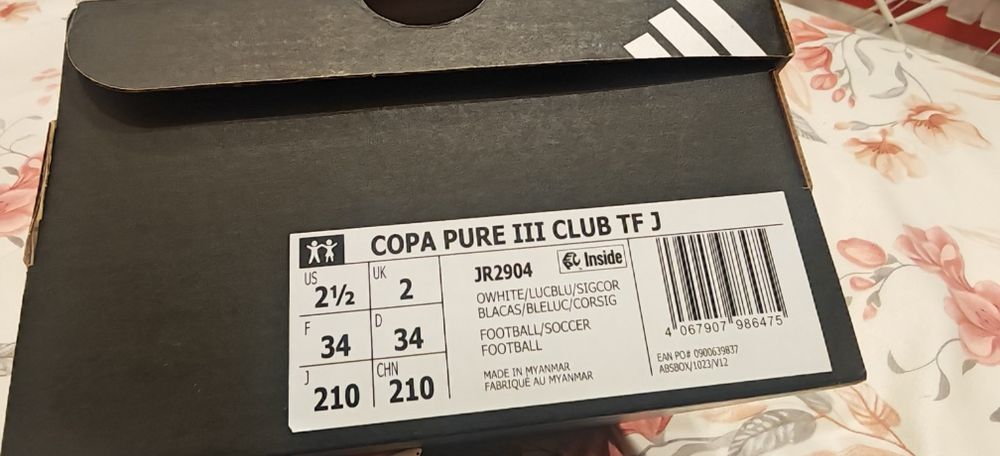 COPA PURE III CLUB TF J
US 2½ UK 2
F 34 D 34
J 210 CHN 210
JR2904 Inside
OWHITE/LUCBLU/SIGCOR
BLACAS/BLELUC/CORSIG
FOOTBALL/SOCCER
FOOTBALL
MADE IN MYANMAR
FABRIQUÉ AU MYANMAR
4 067907 986475
EAN PO# 0900639837
ABSBOX/1023/V12